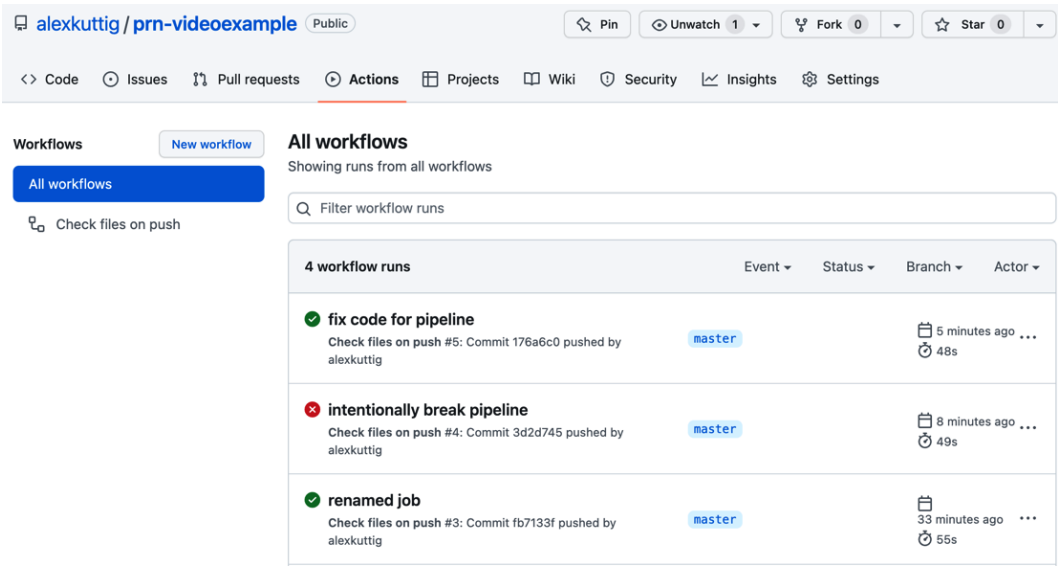 alexkuttig / prn-videoexample Public Pin Unwatch 1 Fork 0 Star 0
Code Issues Pull requests Actions Projects Wiki Security Insights Settings
Workflows New workflow
All workflows
Check files on push
All workflows
Showing runs from all workflows
Filter workflow runs
4 workflow runs Event Status Branch Actor
fix code for pipeline
Check files on push #5: Commit 176a6c0 pushed by
alexkuttig
master
5 minutes ago ...
48s
intentionally break pipeline
Check files on push #4: Commit 3d2d745 pushed by
alexkuttig
master
8 minutes ago ...
49s
renamed job
Check files on push #3: Commit fb7133f pushed by
alexkuttig
master
33 minutes ago ...
55s